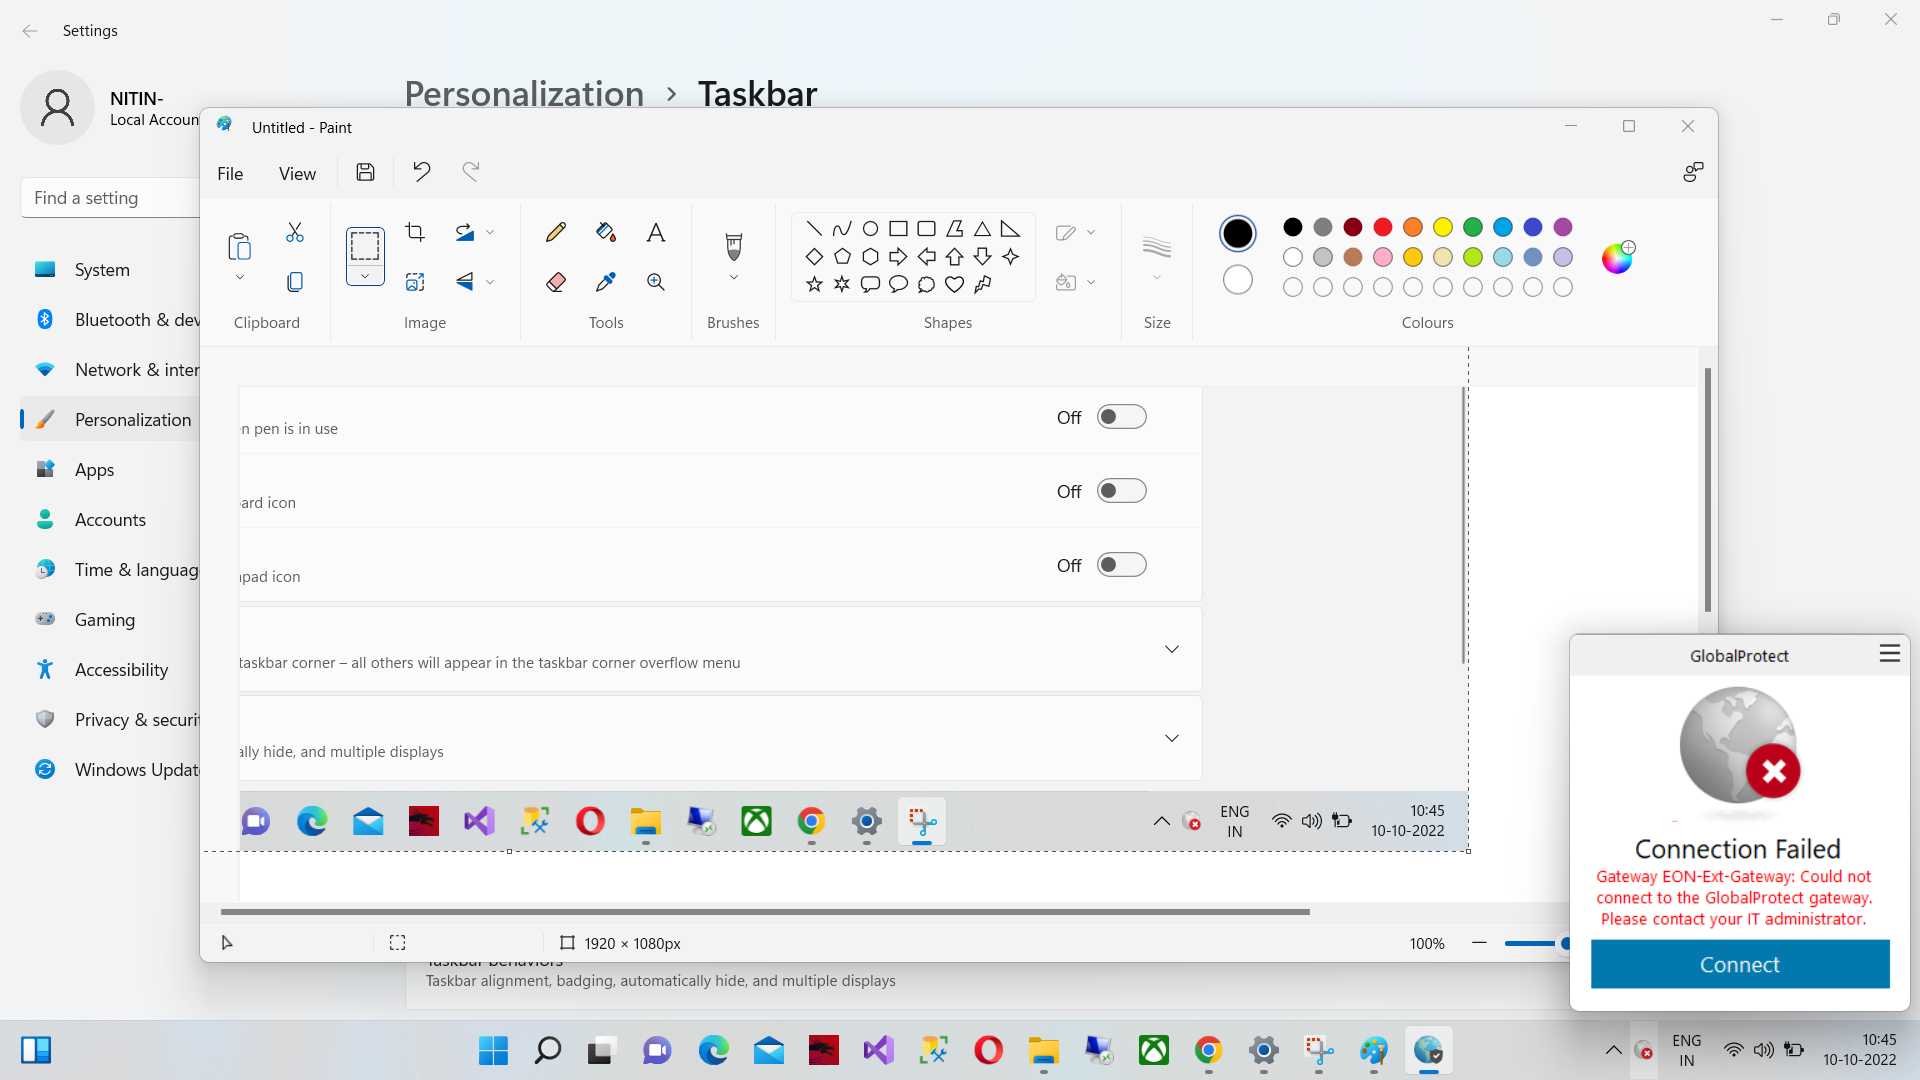 Settings
NITIN-
Local Accoun
Find a setting
System
Bluetooth & dev
Network & inter
Personalization
Apps
Accounts
Time & languag
Gaming
Accessibility
Privacy & securit
Windows Updat
Personalization > Taskbar
Untitled - Paint
File
View
Clipboard
Image
Tools
Brushes
Shapes
Size
Colours
n pen is in use
Off
ard icon
Off
pad icon
Off
taskbar corner – all others will appear in the taskbar corner overflow menu
ally hide, and multiple displays
ENG
IN
10:45
10-10-2022
1920 × 1080px
100%
Taskbar behaviors
Taskbar alignment, badging, automatically hide, and multiple displays
GlobalProtect
Connection Failed
Gateway EON-Ext-Gateway: Could not
connect to the GlobalProtect gateway.
Please contact your IT administrator.
Connect
ENG
IN
10:45
10-10-2022